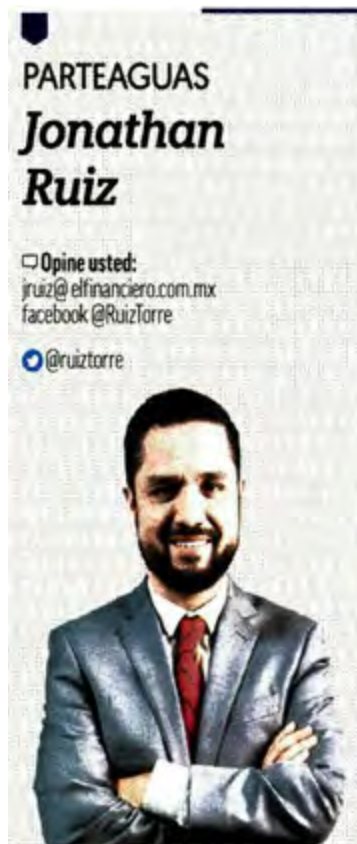 PARTEAGUAS
Jonathan
Ruiz
Opine usted:
jruiz@elfinanciero.com.mx
facebook @RuizTorre
@ruiztorre